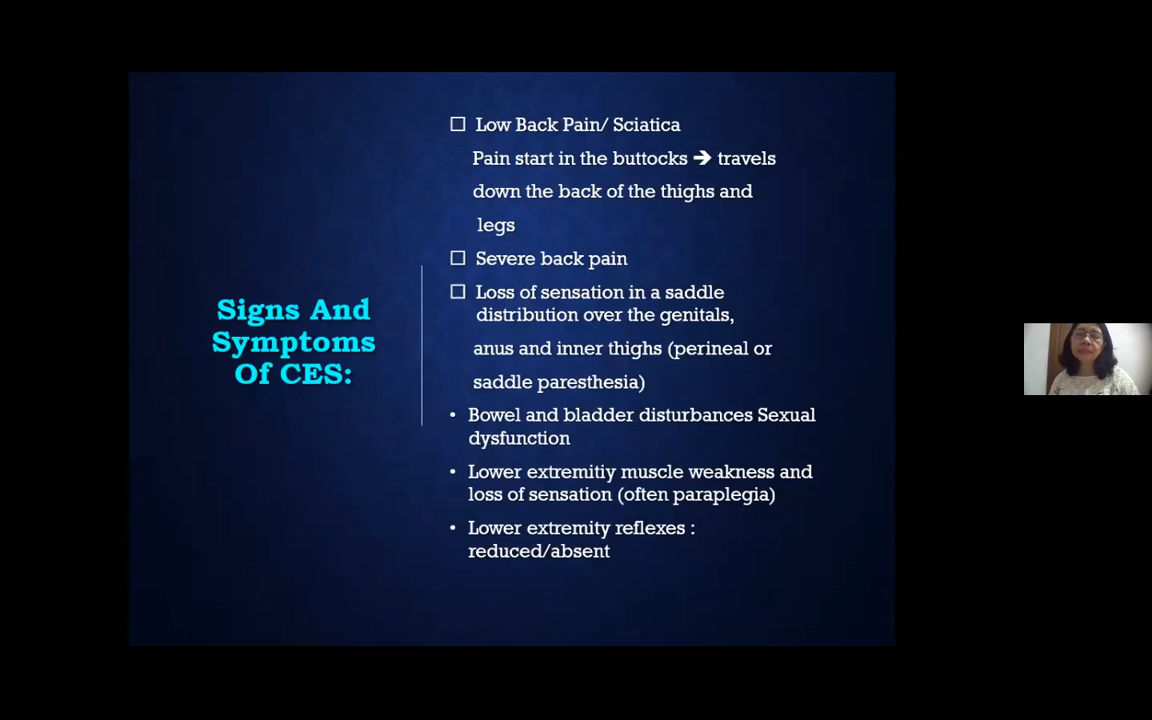 Signs And
Symptoms
Of CES:
☐ Low Back Pain/ Sciatica
Pain start in the buttocks ➔ travels
down the back of the thighs and
legs
☐ Severe back pain
☐ Loss of sensation in a saddle
distribution over the genitals,
anus and inner thighs (perineal or
saddle paresthesia)
• Bowel and bladder disturbances Sexual
dysfunction
• Lower extremitiy muscle weakness and
loss of sensation (often paraplegia)
• Lower extremity reflexes :
reduced/absent